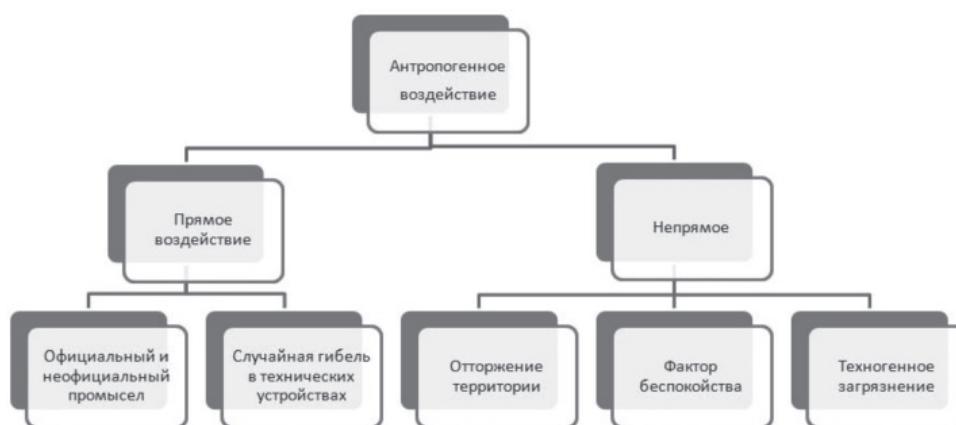 Антропогенное
воздействие
Прямое
воздействие
Непрямое
Официальный и
неофициальный
промысел
Случайная гибель
в технических
устройствах
Отторжение
территории
Фактор
беспокойства
Техногенное
загрязнение